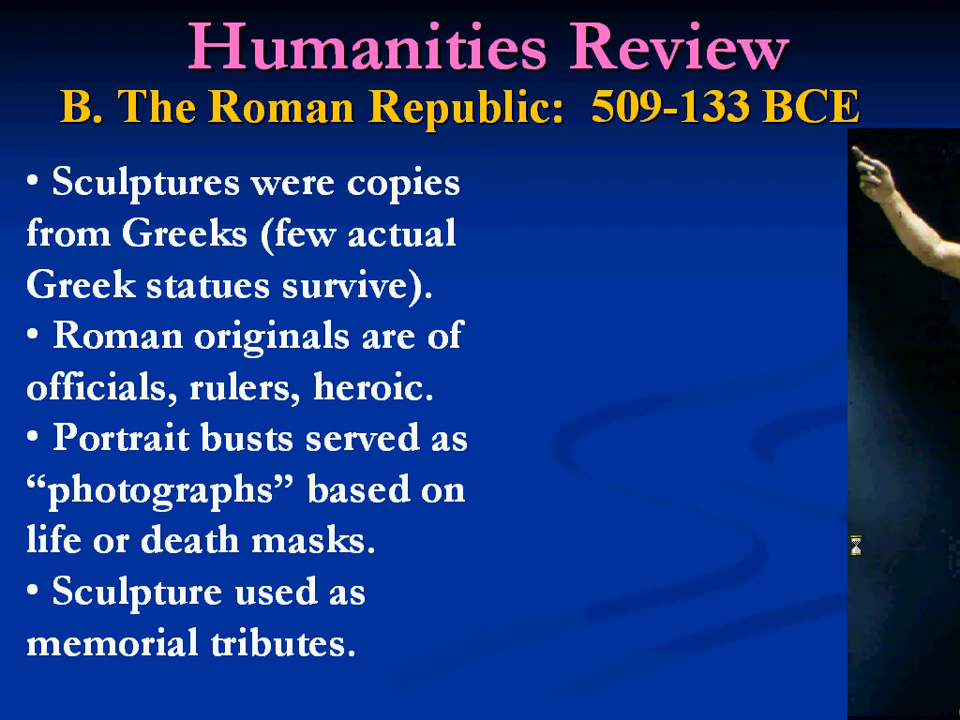 Humanities Review
B. The Roman Republic:  509-133 BCE
• Sculptures were copies
from Greeks (few actual
Greek statues survive).
• Roman originals are of
officials, rulers, heroic.
• Portrait busts served as
“photographs” based on
life or death masks.
• Sculpture used as
memorial tributes.